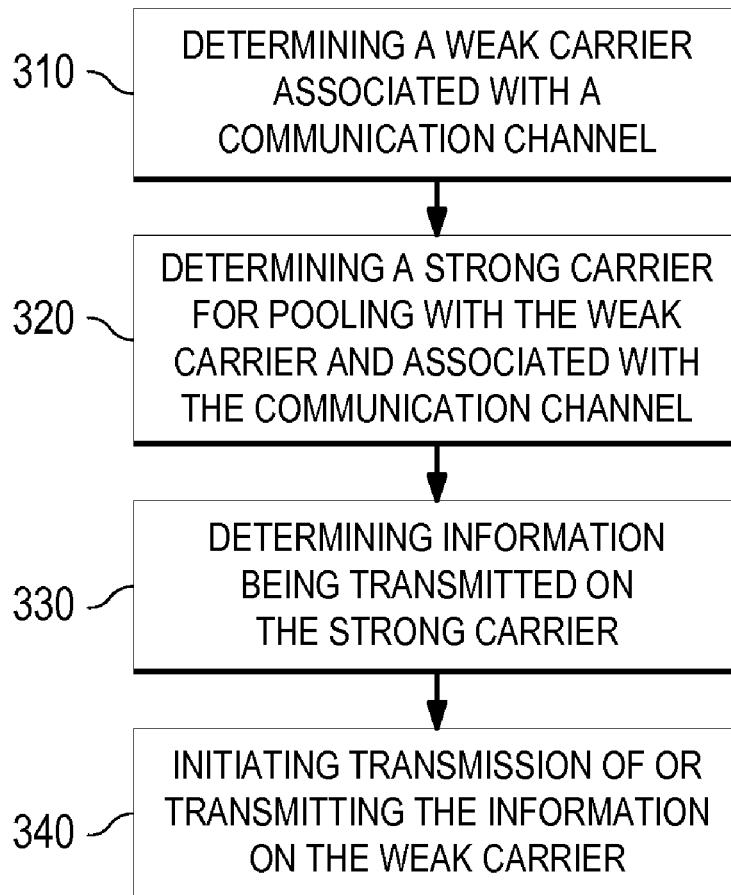 310
DETERMINING A WEAK CARRIER
ASSOCIATED WITH A
COMMUNICATION CHANNEL
320
DETERMINING A STRONG CARRIER
FOR POOLING WITH THE WEAK
CARRIER AND ASSOCIATED WITH
THE COMMUNICATION CHANNEL
330
DETERMINING INFORMATION
BEING TRANSMITTED ON
THE STRONG CARRIER
340
INITIATING TRANSMISSION OF OR
TRANSMITTING THE INFORMATION
ON THE WEAK CARRIER